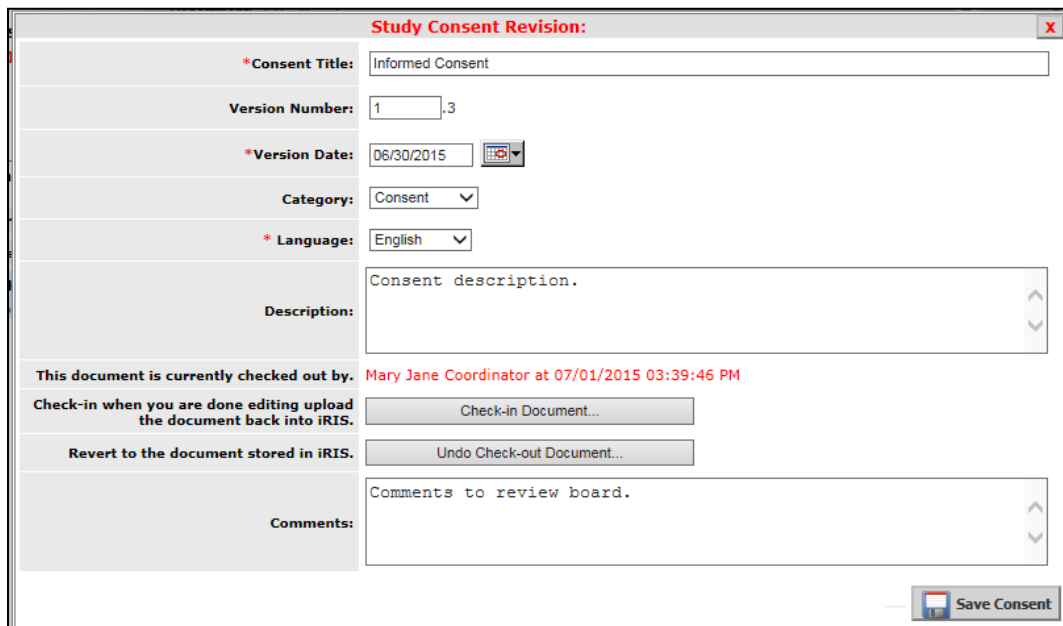 Study Consent Revision:
X
*Consent Title: Informed Consent
Version Number: 1 .3
*Version Date: 06/30/2015
Category: Consent
* Language: English
Description: Consent description.
This document is currently checked out by. Mary Jane Coordinator at 07/01/2015 03:39:46 PM
Check-in when you are done editing upload
the document back into iRIS.
Check-in Document...
Revert to the document stored in iRIS. Undo Check-out Document...
Comments: Comments to review board.
Save Consent